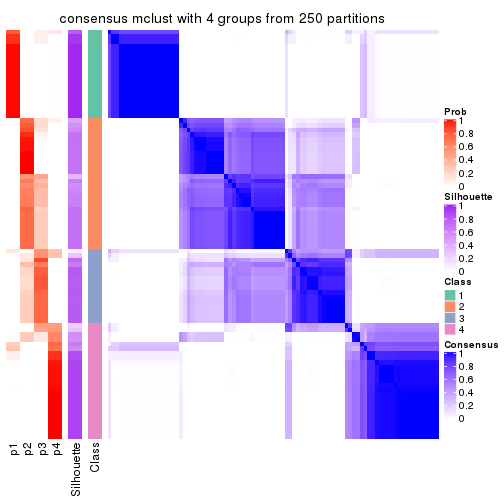 consensus mclust with 4 groups from 250 partitions
Prob
1
0.8
0.6
0.4
0.2
0
Silhouette
1
0.8
0.6
0.4
0.2
0
Class
1
2
3
4
Consensus
1
0.8
0.6
0.4
0.2
0
p1
p2
p3
p4
Silhouette
Class